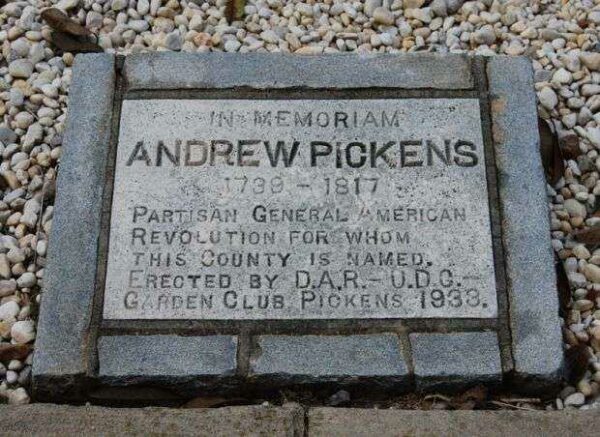 IN MEMORIAM
ANDREW PICKENS
1739 - 1817
PARTISAN GENERAL AMERICAN
REVOLUTION FOR WHOM
THIS COUNTY IS NAMED.
ERECTED BY D.A.R. - U.D.C. -
GARDEN CLUB PICKENS 1933.